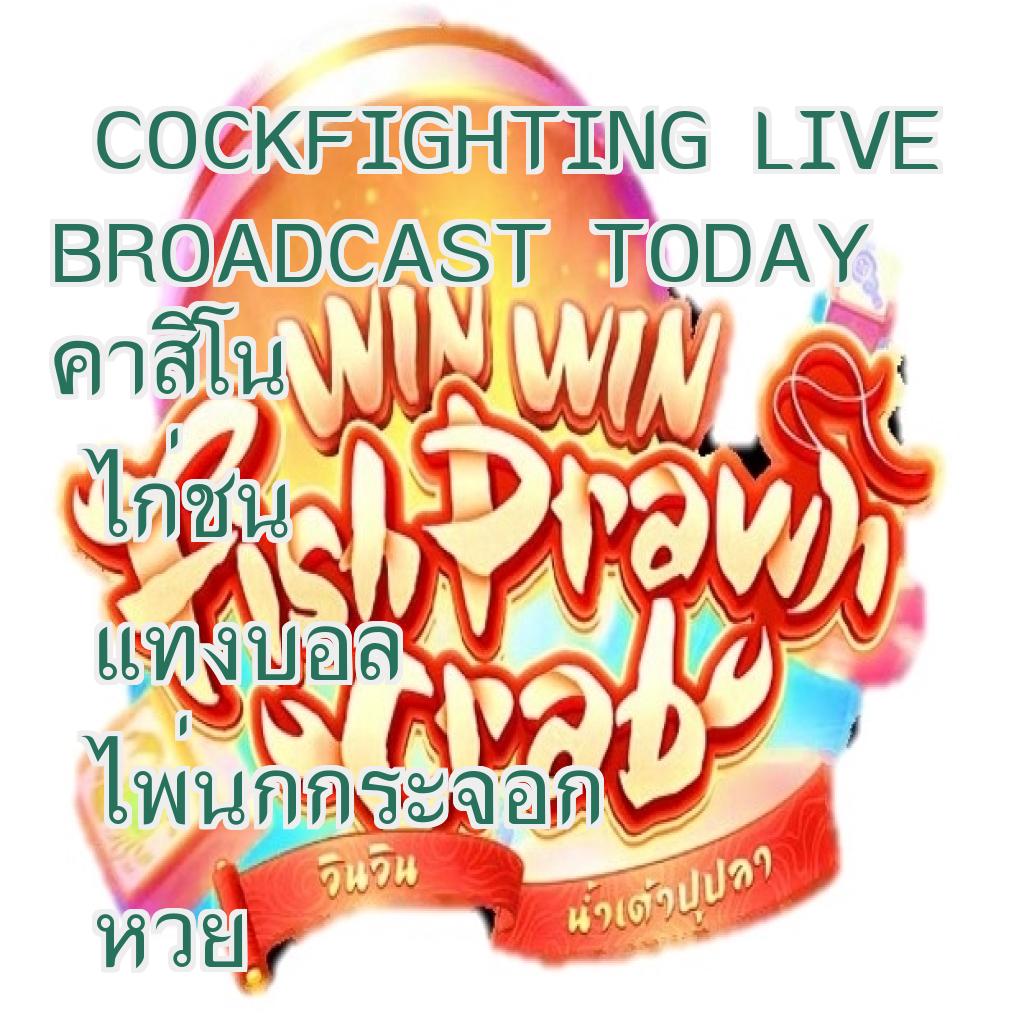 COCKFIGHTING LIVE
BROADCAST TODAY
คาสิโน
ไก่ชน
แทงบอล
ไพ่นกกระจอก
หวย
WIN WIN
Fish Prawn
Crab
วินวิน
น้ำเต้าปูปลา